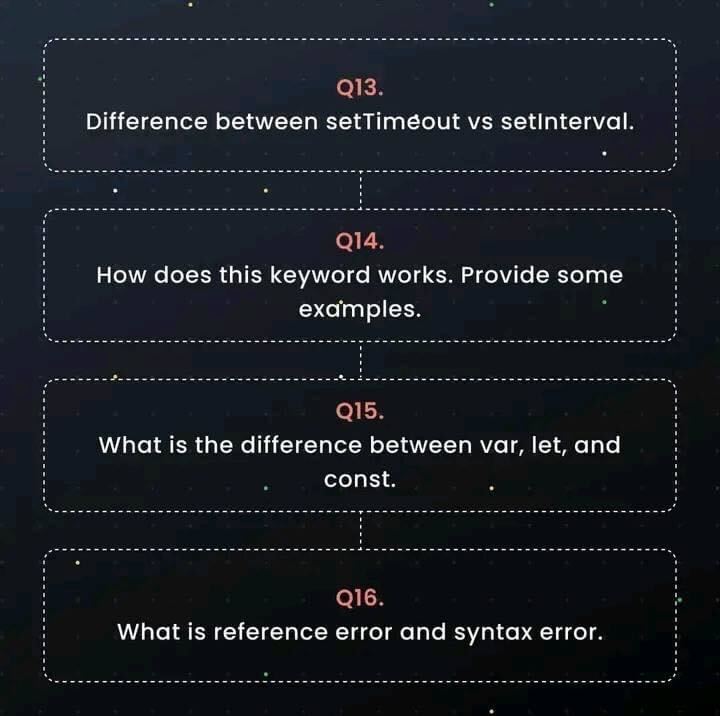 Q13.
Difference between setTimeout vs setInterval.
Q14.
How does this keyword works. Provide some
examples.
Q15.
What is the difference between var, let, and
const.
Q16.
What is reference error and syntax error.